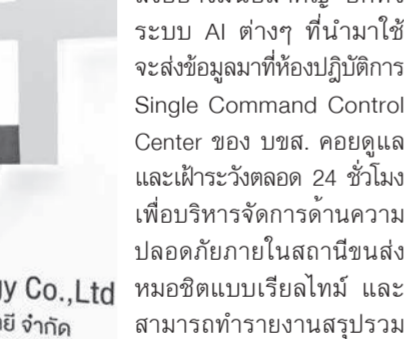 ระบบ AI ต่างๆ ที่นำมาใช้
จะส่งข้อมูลมาที่ห้องปฏิบัติการ
Single Command Control
Center ของ บขส. คอยดูแล
และเฝ้าระวังตลอด 24 ชั่วโมง
เพื่อบริหารจัดการด้านความ
ปลอดภัยภายในสถานีขนส่ง
หมอชิตแบบเรียลไทม์ และ
สามารถทำรายงานสรุปรวม
gy Co.,Ltd
ยี จำกัด